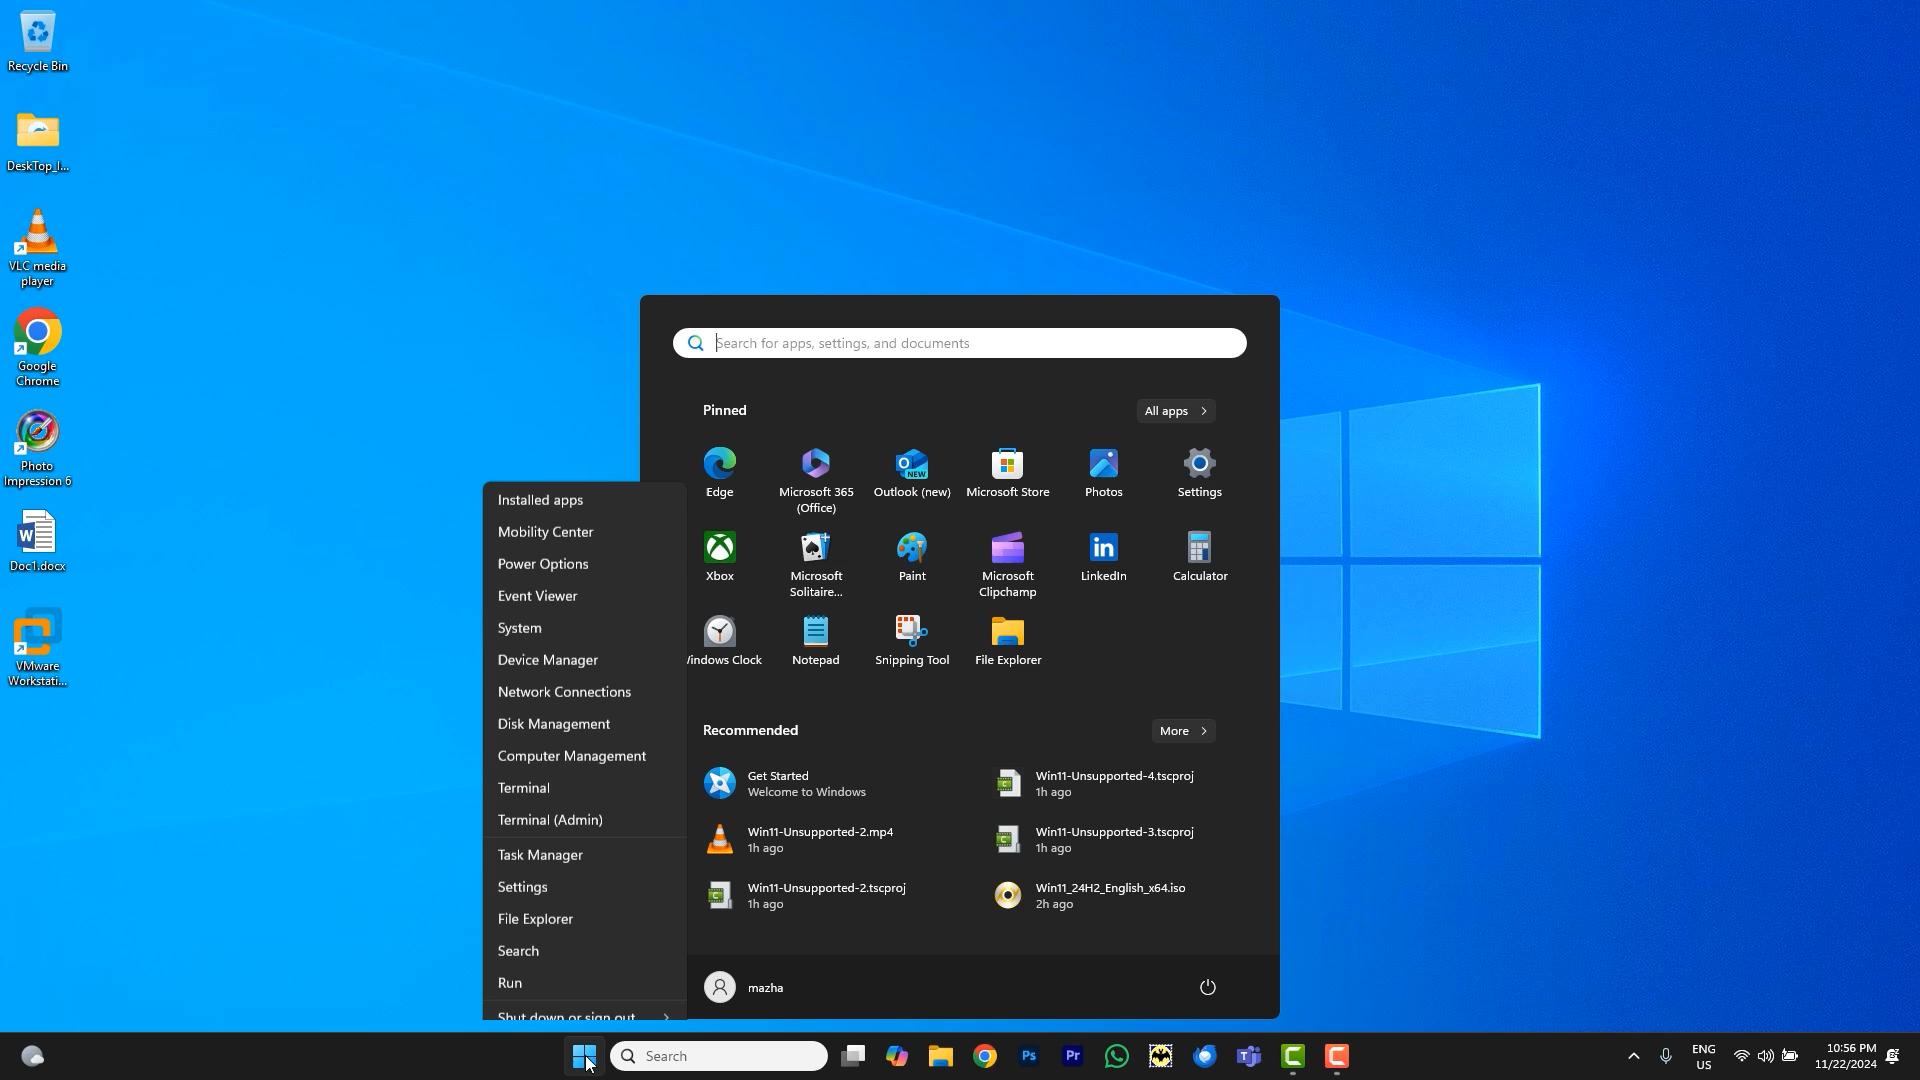 Recycle Bin
DeskTop_I...
VLC media
player
Google
Chrome
Photo
Impression 6
Doc1.docx
VMware
Workstati...
Search for apps, settings, and documents
Pinned
All apps
Edge
Microsoft 365
(Office)
Outlook (new)
Microsoft Store
Photos
Settings
Xbox
Microsoft
Solitaire...
Paint
Microsoft
Clipchamp
LinkedIn
Calculator
Windows Clock
Notepad
Snipping Tool
File Explorer
Recommended
More
Get Started
Welcome to Windows
Win11-Unsupported-4.tscproj
1h ago
Win11-Unsupported-2.mp4
1h ago
Win11-Unsupported-3.tscproj
1h ago
Win11-Unsupported-2.tscproj
1h ago
Win11_24H2_English_x64.iso
2h ago
mazha
Installed apps
Mobility Center
Power Options
Event Viewer
System
Device Manager
Network Connections
Disk Management
Computer Management
Terminal
Terminal (Admin)
Task Manager
Settings
File Explorer
Search
Run
Shut down or sign out
Search
ENG
US
10:56 PM
11/22/2024